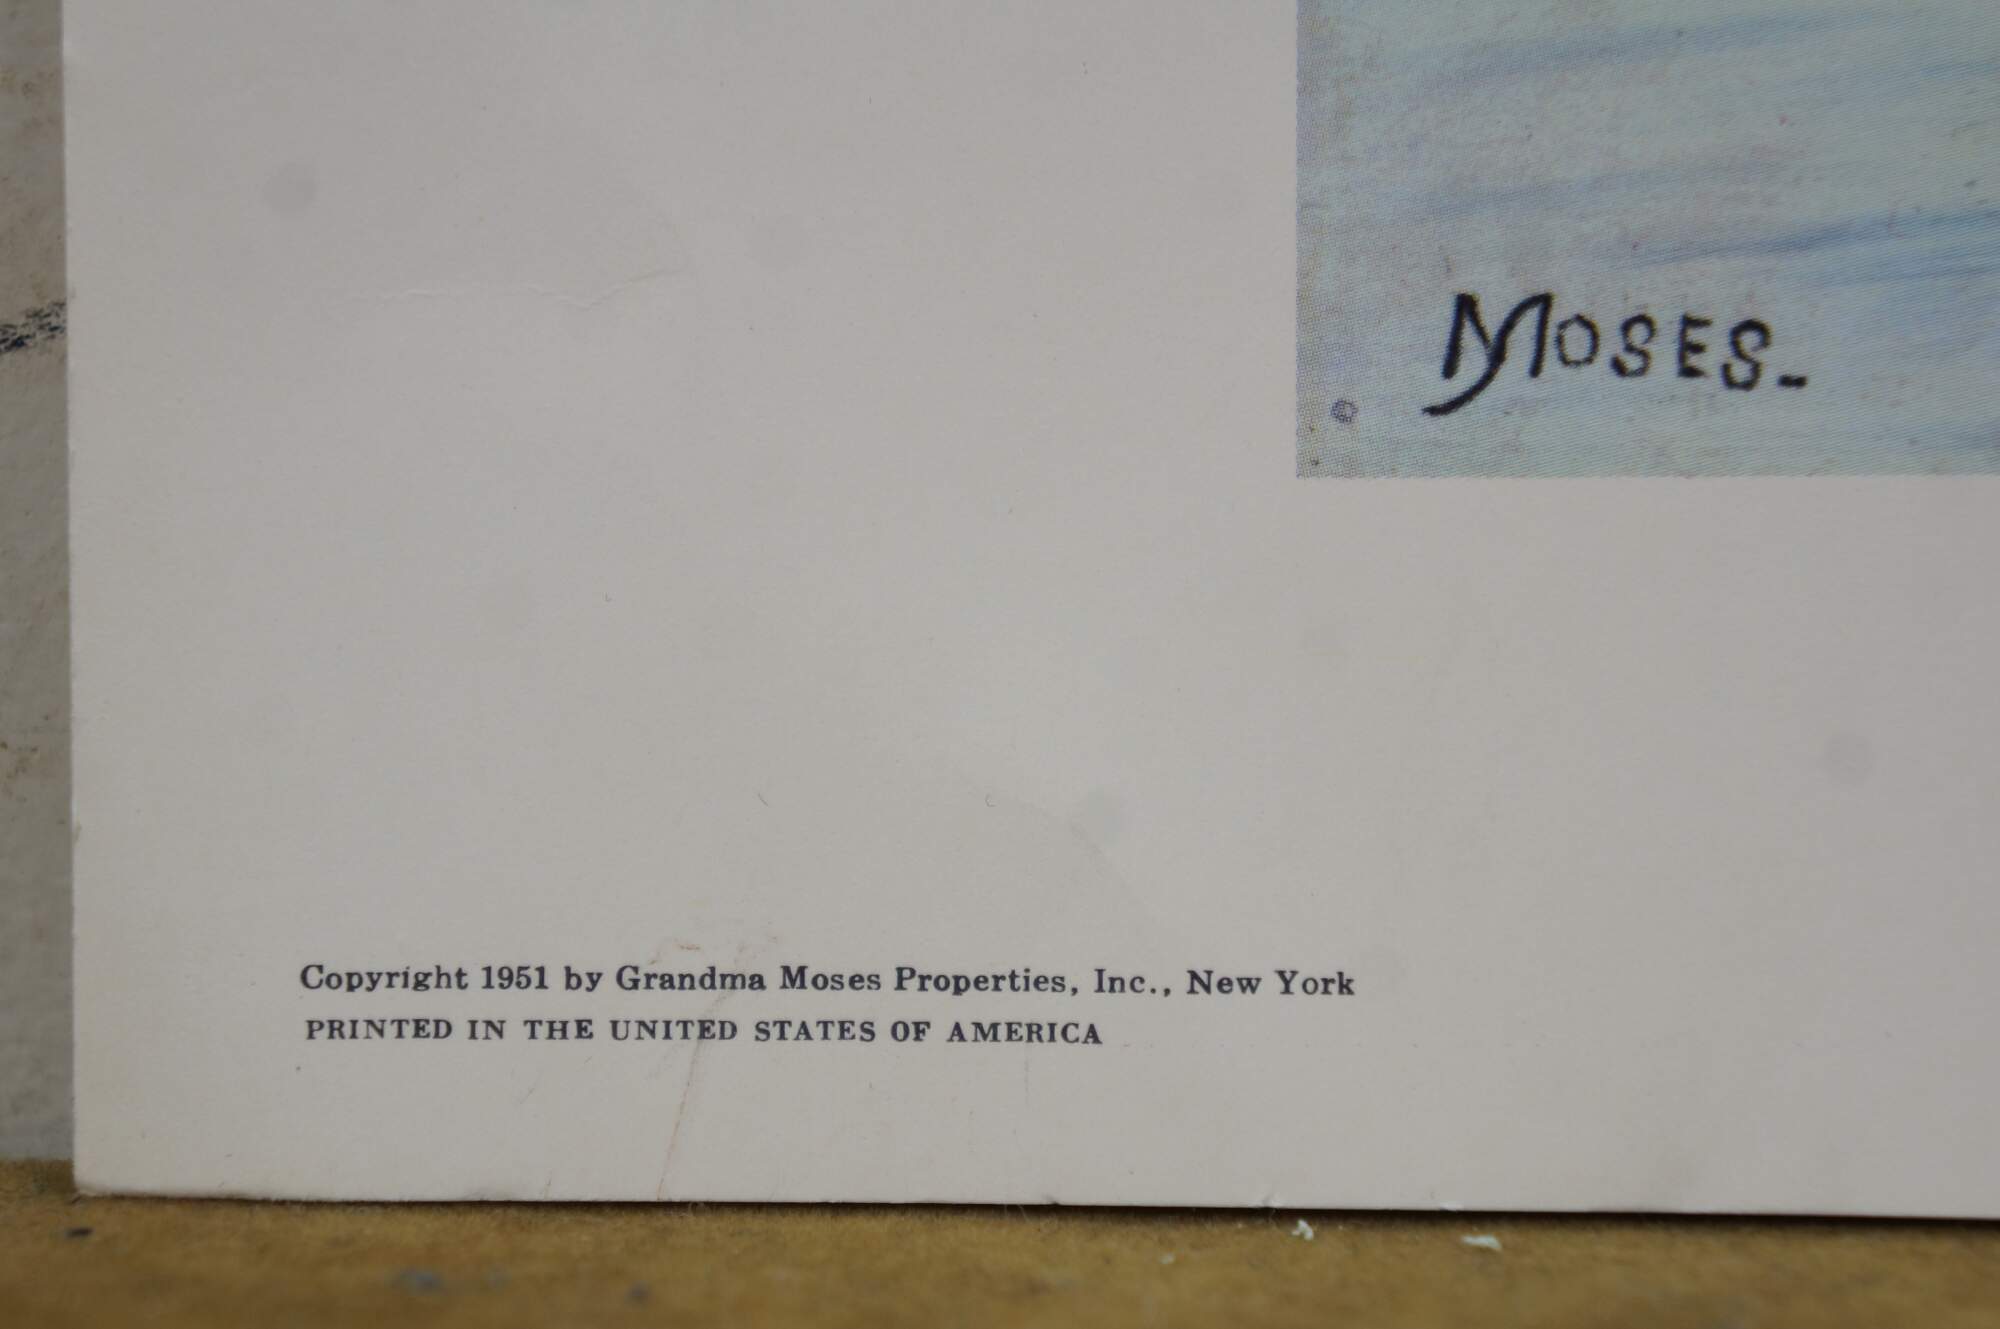 MOSES-
©
Copyright 1951 by Grandma Moses Properties, Inc., New York
PRINTED IN THE UNITED STATES OF AMERICA